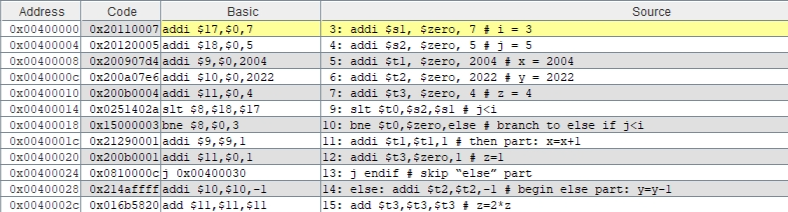 Address Code Basic Source
0x00400000 0x20110007 addi $17,$0,7 3: addi $s1, $zero, 7 # i = 3
0x00400004 0x20120005 addi $18,$0,5 4: addi $s2, $zero, 5 # j = 5
0x00400008 0x200907d4 addi $9,$0,2004 5: addi $t1, $zero, 2004 # x = 2004
0x0040000c 0x200a07e6 addi $10,$0,2022 6: addi $t2, $zero, 2022 # y = 2022
0x00400010 0x200b0004 addi $11,$0,4 7: addi $t3, $zero, 4 # z = 4
0x00400014 0x0251402a slt $8,$18,$17 9: slt $t0,$s2,$s1 # j<i
0x00400018 0x15000003 bne $8,$0,3 10: bne $t0,$zero,else # branch to else if j<i
0x0040001c 0x21290001 addi $9,$9,1 11: addi $t1,$t1,1 # then part: x=x+1
0x00400020 0x200b0001 addi $11,$0,1 12: addi $t3,$zero,1 # z=1
0x00400024 0x0810000c j 0x00400030 13: j endif # skip “else” part
0x00400028 0x214affff addi $10,$10,-1 14: else: addi $t2,$t2,-1 # begin else part: y=y-1
0x0040002c 0x016b5820 add $11,$11,$11 15: add $t3,$t3,$t3 # z=2*z